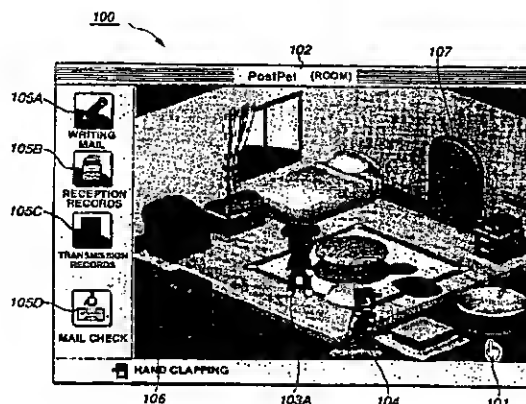 100
102
107
PostPet (ROOM)
105A
WRITING
MAIL
105B
RECEPTION
RECORDS
105C
TRANSMISSION
RECORDS
105D
MAIL CHECK
HAND CLAPPING
106
103A
104
101